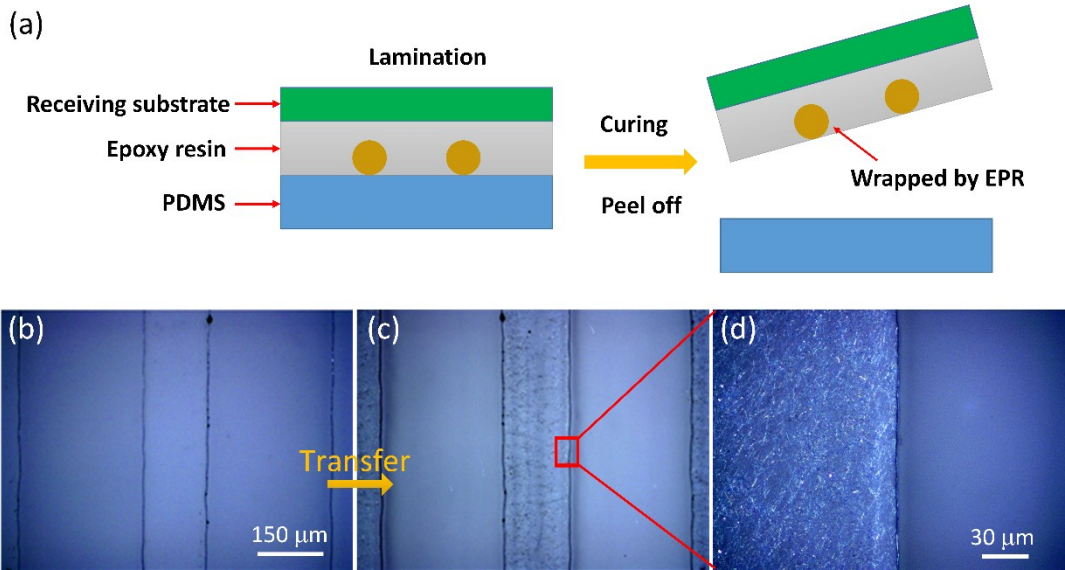 (a)
Lamination
Receiving substrate
Epoxy resin
PDMS
Curing
Peel off
Wrapped by EPR
(b)
(c)
(d)
Transfer
150 μm
30 μm